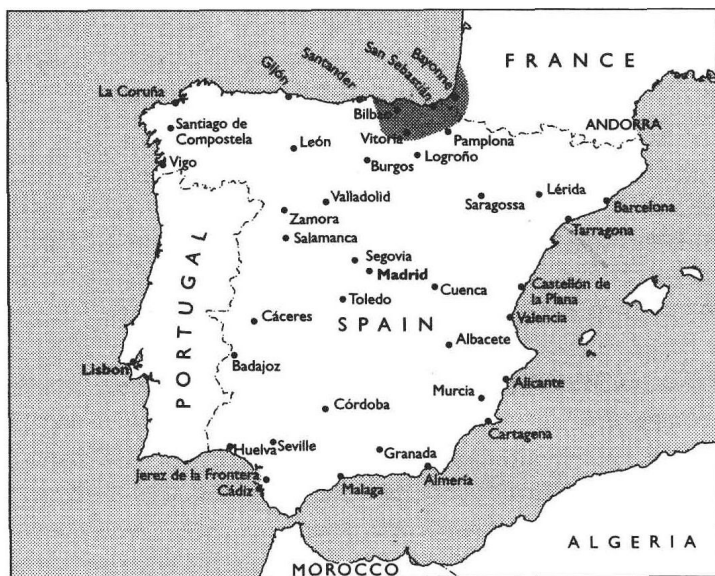 FRANCE
Bayonne
San Sebastián
Santander
Gijón
La Coruña
Bilbao
ANDORRA
Santiago de
Compostela
Vitoria
Pamplona
León
Logroño
Burgos
Vigo
Valladolid
Lérida
Saragossa
Barcelona
Zamora
Tarragona
Salamanca
Segovia
Madrid
Cuenca
Castellón de
la Plana
Toledo
Cáceres
SPAIN
Valencia
PORTUGAL
Albacete
Lisbon
Badajoz
Alicante
Murcia
Córdoba
Cartagena
Huelva
Seville
Granada
Jerez de la Frontera
Almería
Cádiz
Malaga
ALGERIA
MOROCCO